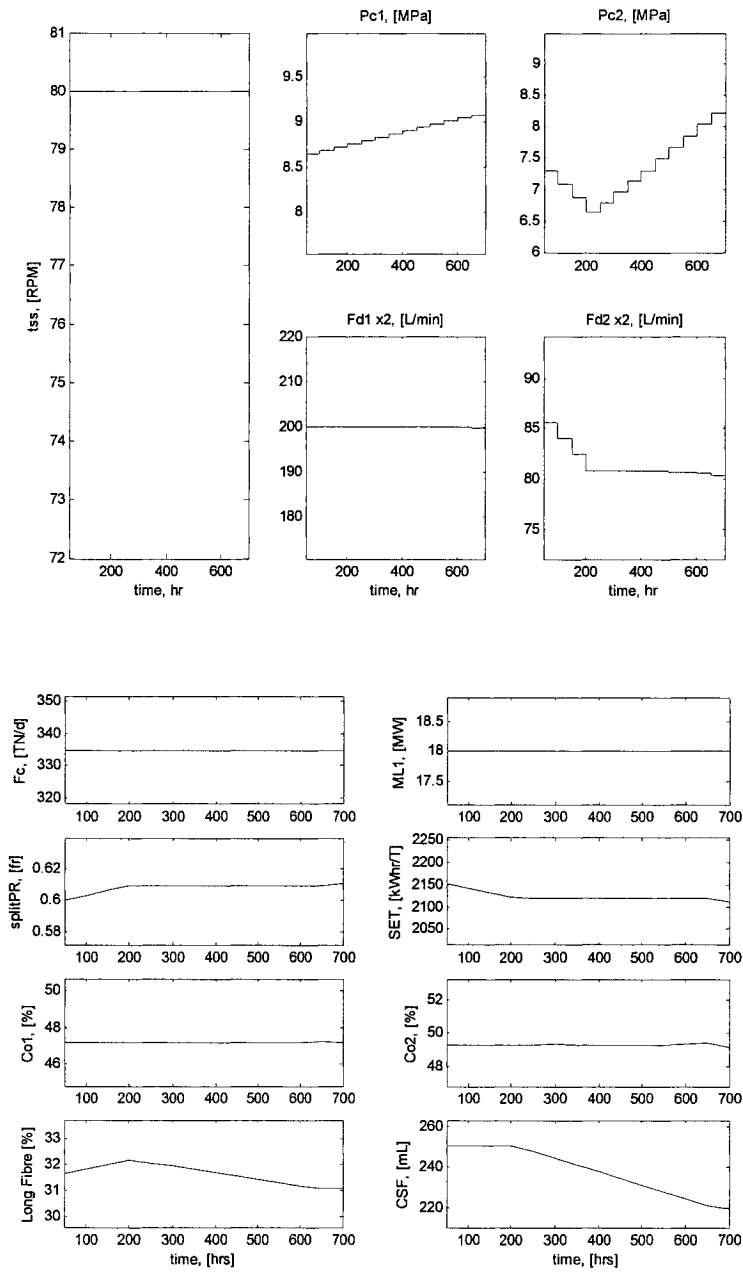 Pc1, [MPa]
Pc2, [MPa]
81
80
79
78
77
76
75
74
73
72
tss, [RPM]
200 400 600
time, hr
9.5
9
8.5
8
200 400 600
9
8.5
8
7.5
7
6.5
6
200 400 600
Fd1 x2, [L/min]
Fd2 x2, [L/min]
220
210
200
190
180
200 400 600
time, hr
90
85
80
75
200 400 600
time, hr
Fc, [TN/d]
350
340
330
320
100 200 300 400 500 600 700
ML1, [MW]
18.5
18
17.5
100 200 300 400 500 600 700
splitPR, [fr]
0.62
0.6
0.58
100 200 300 400 500 600 700
SET, [kWhr/T]
2250
2200
2150
2100
2050
100 200 300 400 500 600 700
Co1, [%]
50
48
46
100 200 300 400 500 600 700
Co2, [%]
52
50
48
100 200 300 400 500 600 700
Long Fibre [%]
33
32
31
30
100 200 300 400 500 600 700
time, [hrs]
CSF, [mL]
260
240
220
100 200 300 400 500 600 700
time, [hrs]